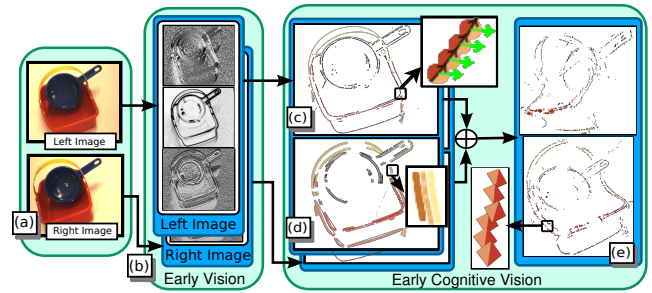 Left Image
Right Image
(a)
(b)
Left Image
Right Image
Early Vision
(c)
(d)
(e)
Early Cognitive Vision